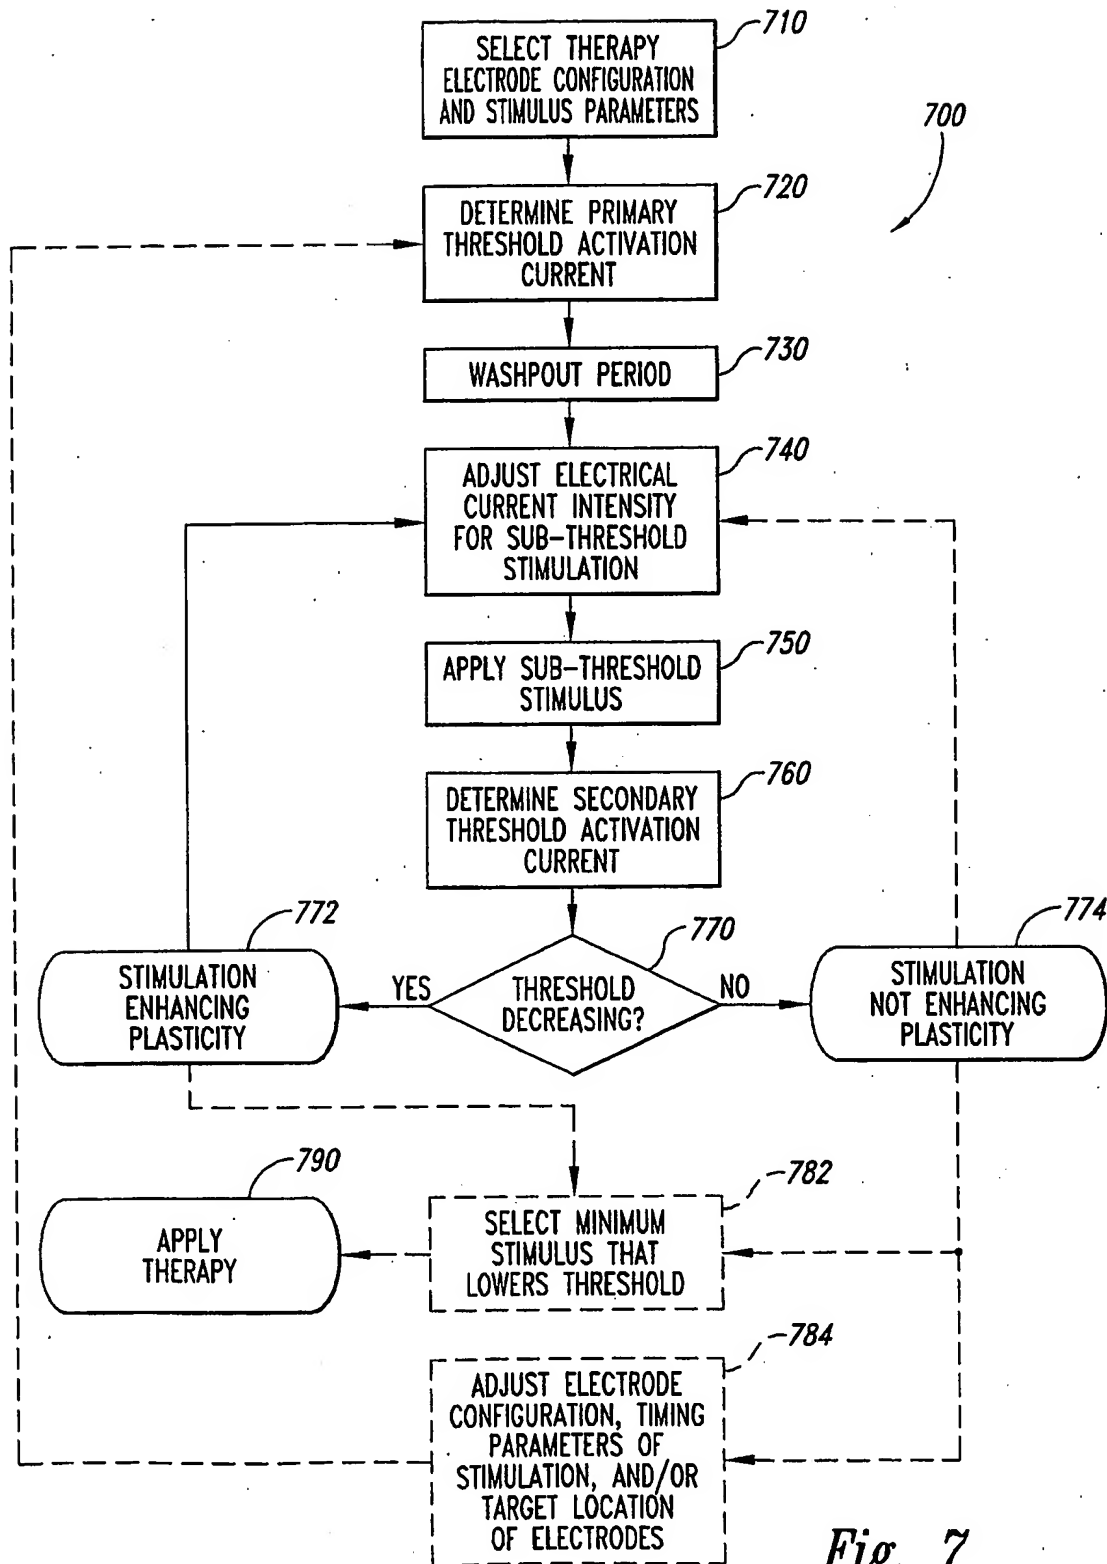 710
SELECT THERAPY
ELECTRODE CONFIGURATION
AND STIMULUS PARAMETERS
700
720
DETERMINE PRIMARY
THRESHOLD ACTIVATION
CURRENT
730
WASHPOUT PERIOD
740
ADJUST ELECTRICAL
CURRENT INTENSITY
FOR SUB-THRESHOLD
STIMULATION
750
APPLY SUB-THRESHOLD
STIMULUS
760
DETERMINE SECONDARY
THRESHOLD ACTIVATION
CURRENT
772
STIMULATION
ENHANCING
PLASTICITY
YES
770
THRESHOLD
DECREASING?
NO
774
STIMULATION
NOT ENHANCING
PLASTICITY
790
APPLY
THERAPY
782
SELECT MINIMUM
STIMULUS THAT
LOWERS THRESHOLD
784
ADJUST ELECTRODE
CONFIGURATION, TIMING
PARAMETERS OF
STIMULATION, AND/OR
TARGET LOCATION
OF ELECTRODES
Fig. 7